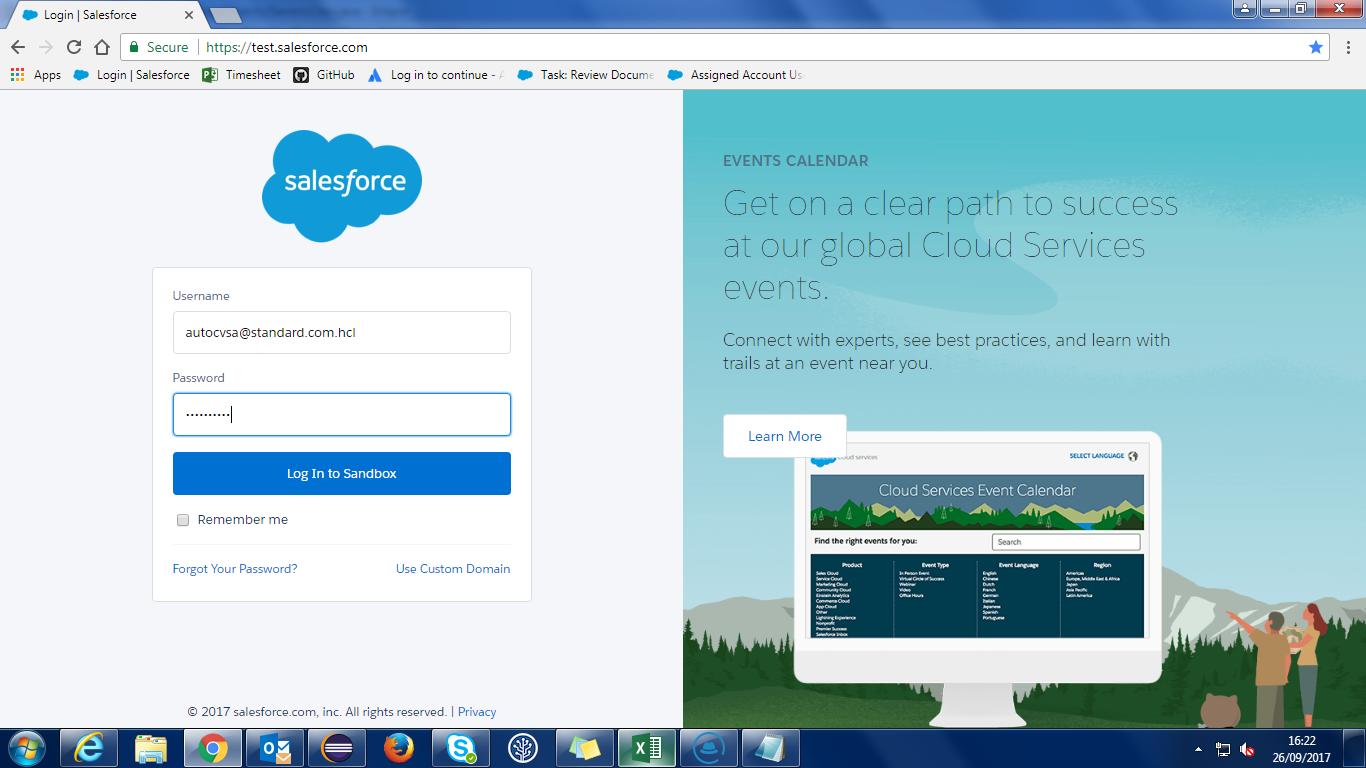 Login | Salesforce
Secure | https://test.salesforce.com
Apps Login | Salesforce Timesheet GitHub Log in to continue - Task: Review Docume Assigned Account Us
salesforce
Username
autocvsa@standard.com.hcl
Password
Log In to Sandbox
Remember me
Forgot Your Password? Use Custom Domain
© 2017 salesforce.com, inc. All rights reserved. | Privacy
EVENTS CALENDAR
Get on a clear path to success
at our global Cloud Services
events.
Connect with experts, see best practices, and learn with
trails at an event near you.
Learn More
cloud services SELECT LANGUAGE
Cloud Services Event Calendar
Find the right events for you: Search
Product Event Type Event Language Region
Sales Cloud In Person Event English Americas
Service Cloud Virtual Circle of Success Chinese Europe, Middle East & Africa
Marketing Cloud Webinar Dutch Japan
Community Cloud Video French Asia Pacific
Einstein Analytics Office Hours German Latin America
Commerce Cloud Italian
App Cloud Japanese
Other Spanish
Lightning Experience Portuguese
Nonprofit
Premier Success
Salesforce Inbox
16:22
26/09/2017